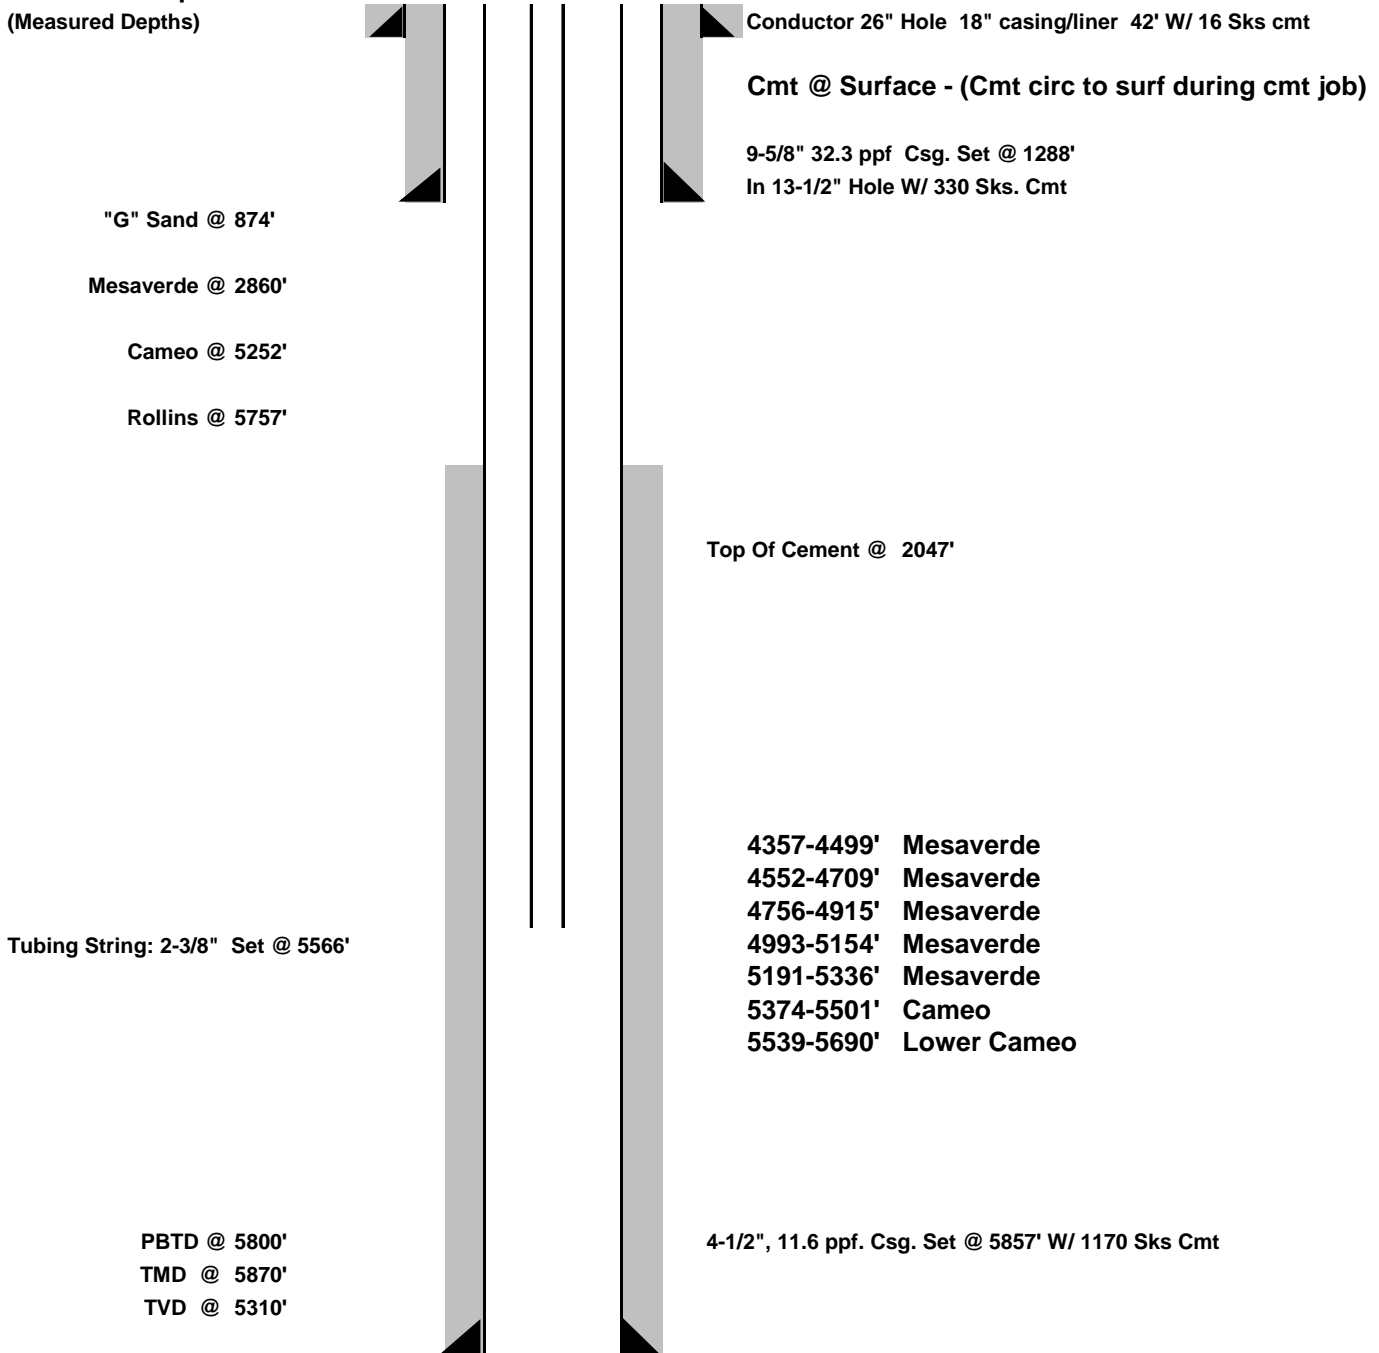 (Measured Depths)
Conductor 26" Hole 18" casing/liner 42' W/ 16 Sks cmt
Cmt @ Surface - (Cmt circ to surf during cmt job)
9-5/8" 32.3 ppf Csg. Set @ 1288'
In 13-1/2" Hole W/ 330 Sks. Cmt
"G" Sand @ 874'
Mesaverde @ 2860'
Cameo @ 5252'
Rollins @ 5757'
Top Of Cement @ 2047'
4357-4499' Mesaverde
4552-4709' Mesaverde
4756-4915' Mesaverde
4993-5154' Mesaverde
5191-5336' Mesaverde
5374-5501' Cameo
5539-5690' Lower Cameo
Tubing String: 2-3/8" Set @ 5566'
PBTD @ 5800'
TMD @ 5870'
TVD @ 5310'
4-1/2", 11.6 ppf. Csg. Set @ 5857' W/ 1170 Sks Cmt